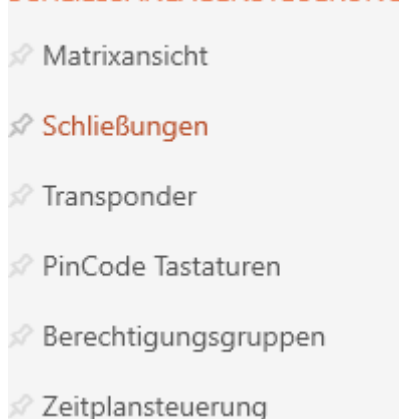 Matrixansicht
Schließungen
Transponder
PinCode Tastaturen
Berechtigungsgruppen
Zeitplansteuerung